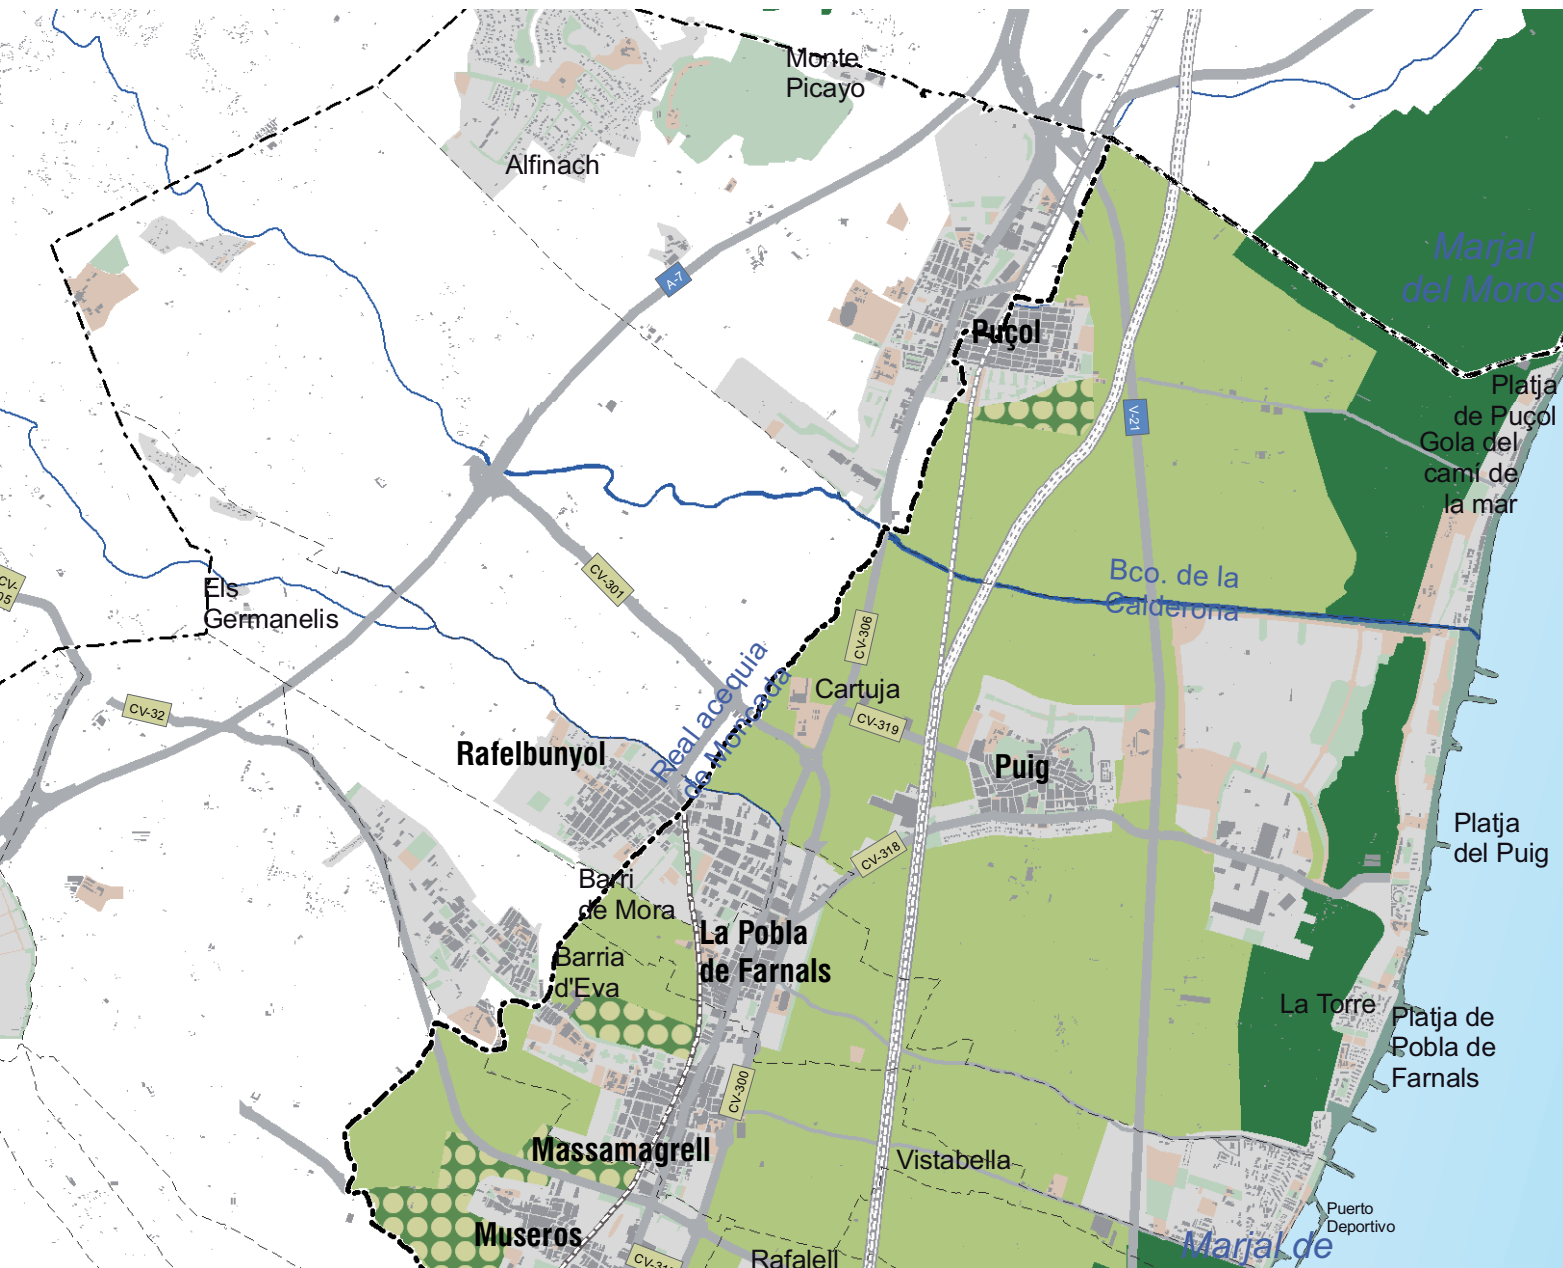 Monte
Picayo
Alfinach
A-7
Marjal
del Moros
Puçol
Platja
de Puçol
V-21
Gola del
camí de
la mar
CV-301
Bco. de la
Calderona
Els
Germanelis
CV-306
Real acequia
de Moncada
Cartuja
CV-32
CV-319
Rafelbunyol
Puig
Platja
del Puig
CV-318
Barri
de Mora
La Pobla
de Farnals
Barria
d'Eva
La Torre
Platja de
Pobla de
Farnals
CV-300
Massamagrell
Vistabella
Puerto
Deportivo
Museros
Marjal de
Rafalell